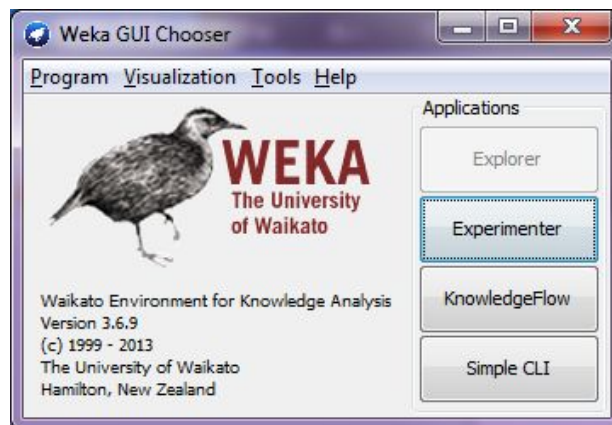 Weka GUI Chooser
Program Visualization Tools Help
WEKA
The University
of Waikato
Waikato Environment for Knowledge Analysis
Version 3.6.9
(c) 1999 - 2013
The University of Waikato
Hamilton, New Zealand
Applications
Explorer
Experimenter
KnowledgeFlow
Simple CLI